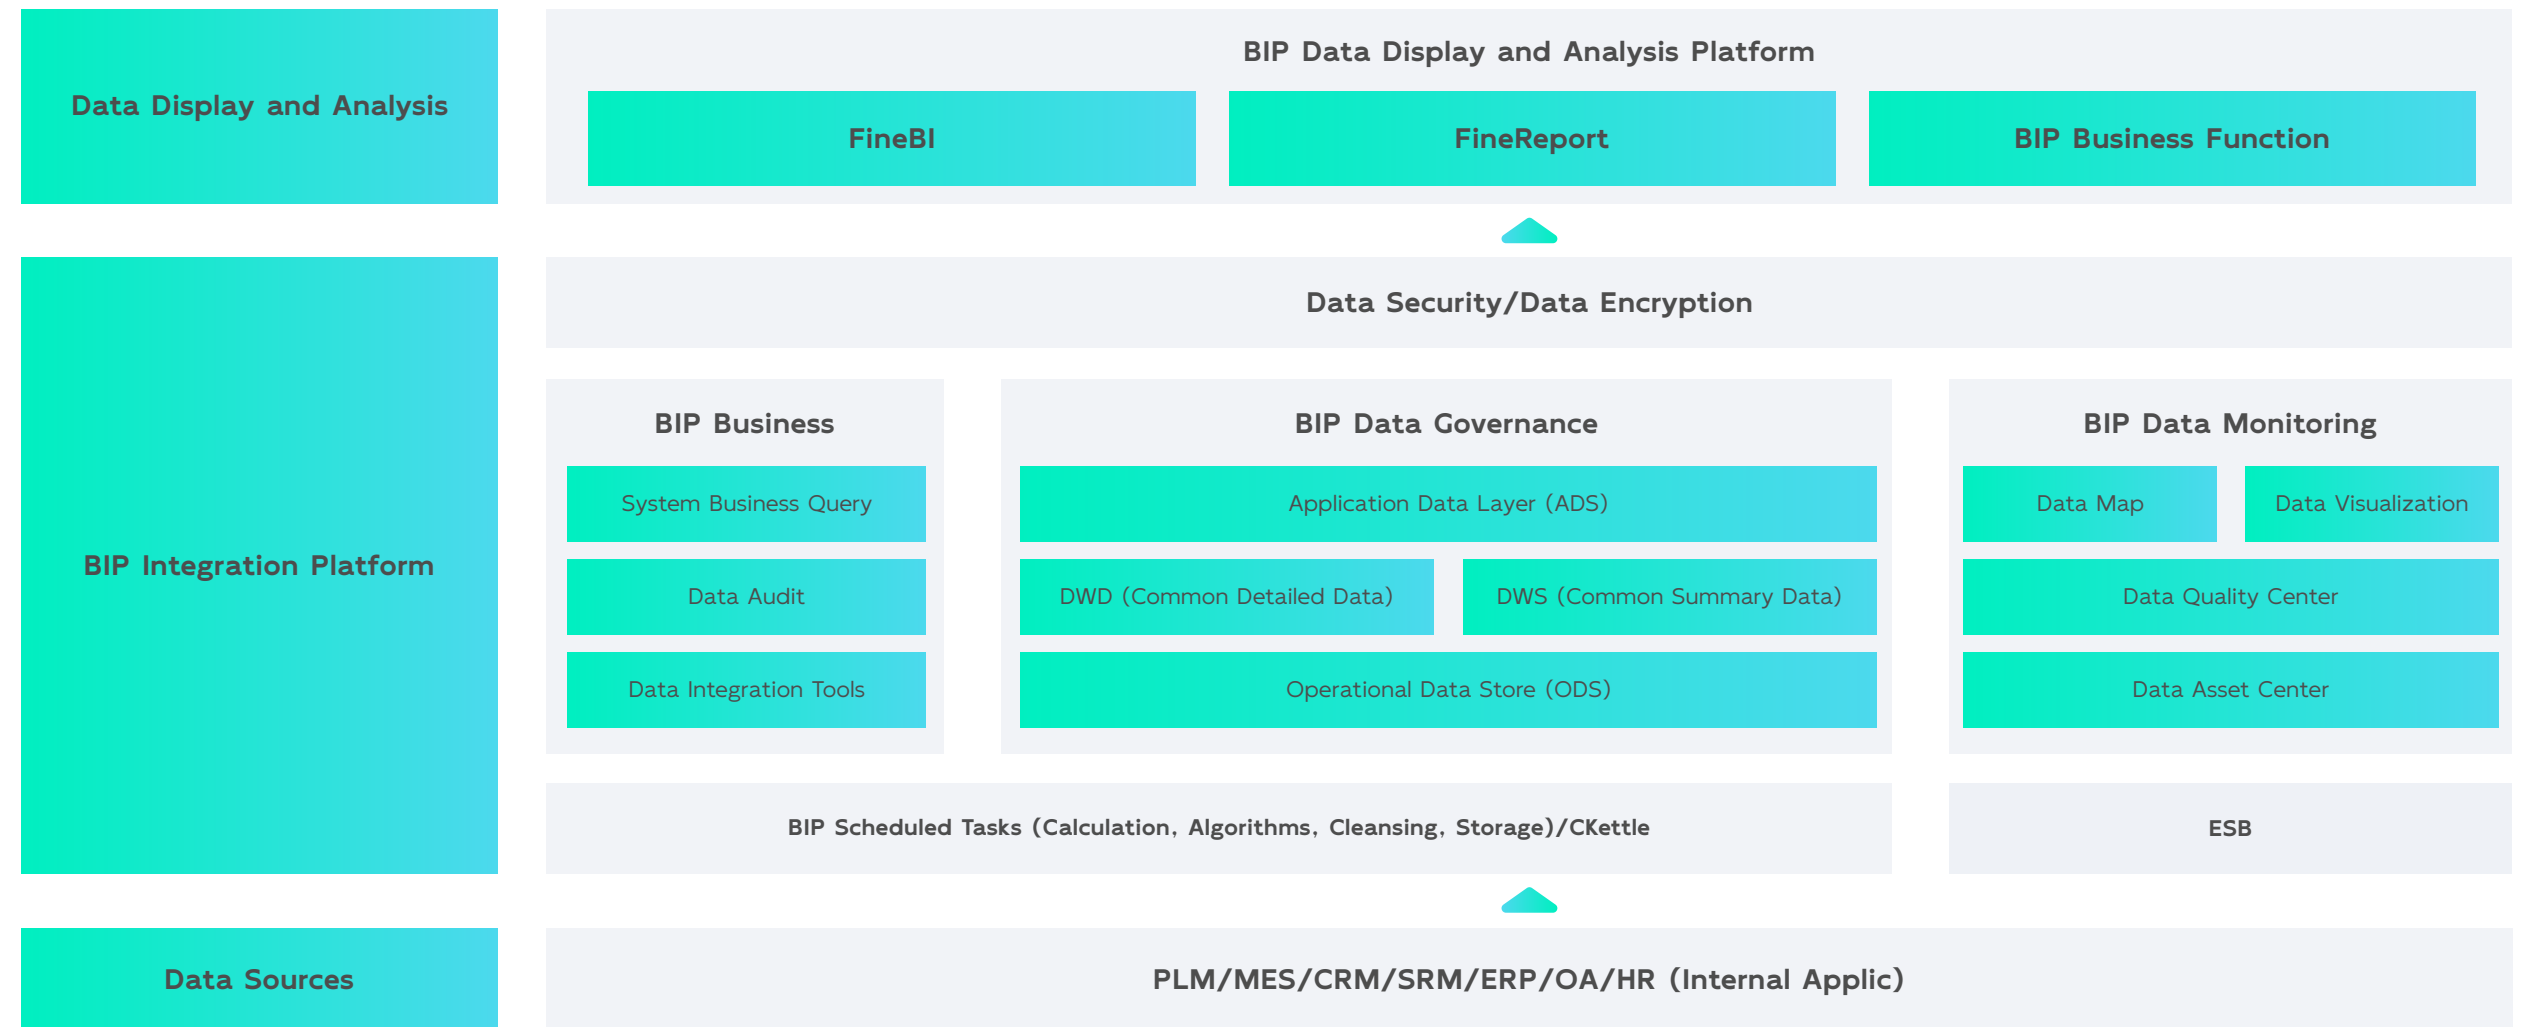 Data Display and Analysis
BIP Data Display and Analysis Platform
FineBI
FineReport
BIP Business Function
BIP Integration Platform
Data Security/Data Encryption
BIP Business
System Business Query
Data Audit
Data Integration Tools
BIP Data Governance
Application Data Layer (ADS)
DWD (Common Detailed Data)
DWS (Common Summary Data)
Operational Data Store (ODS)
BIP Data Monitoring
Data Map
Data Visualization
Data Quality Center
Data Asset Center
BIP Scheduled Tasks (Calculation, Algorithms, Cleansing, Storage)/CKettle
ESB
Data Sources
PLM/MES/CRM/SRM/ERP/OA/HR (Internal Applic)